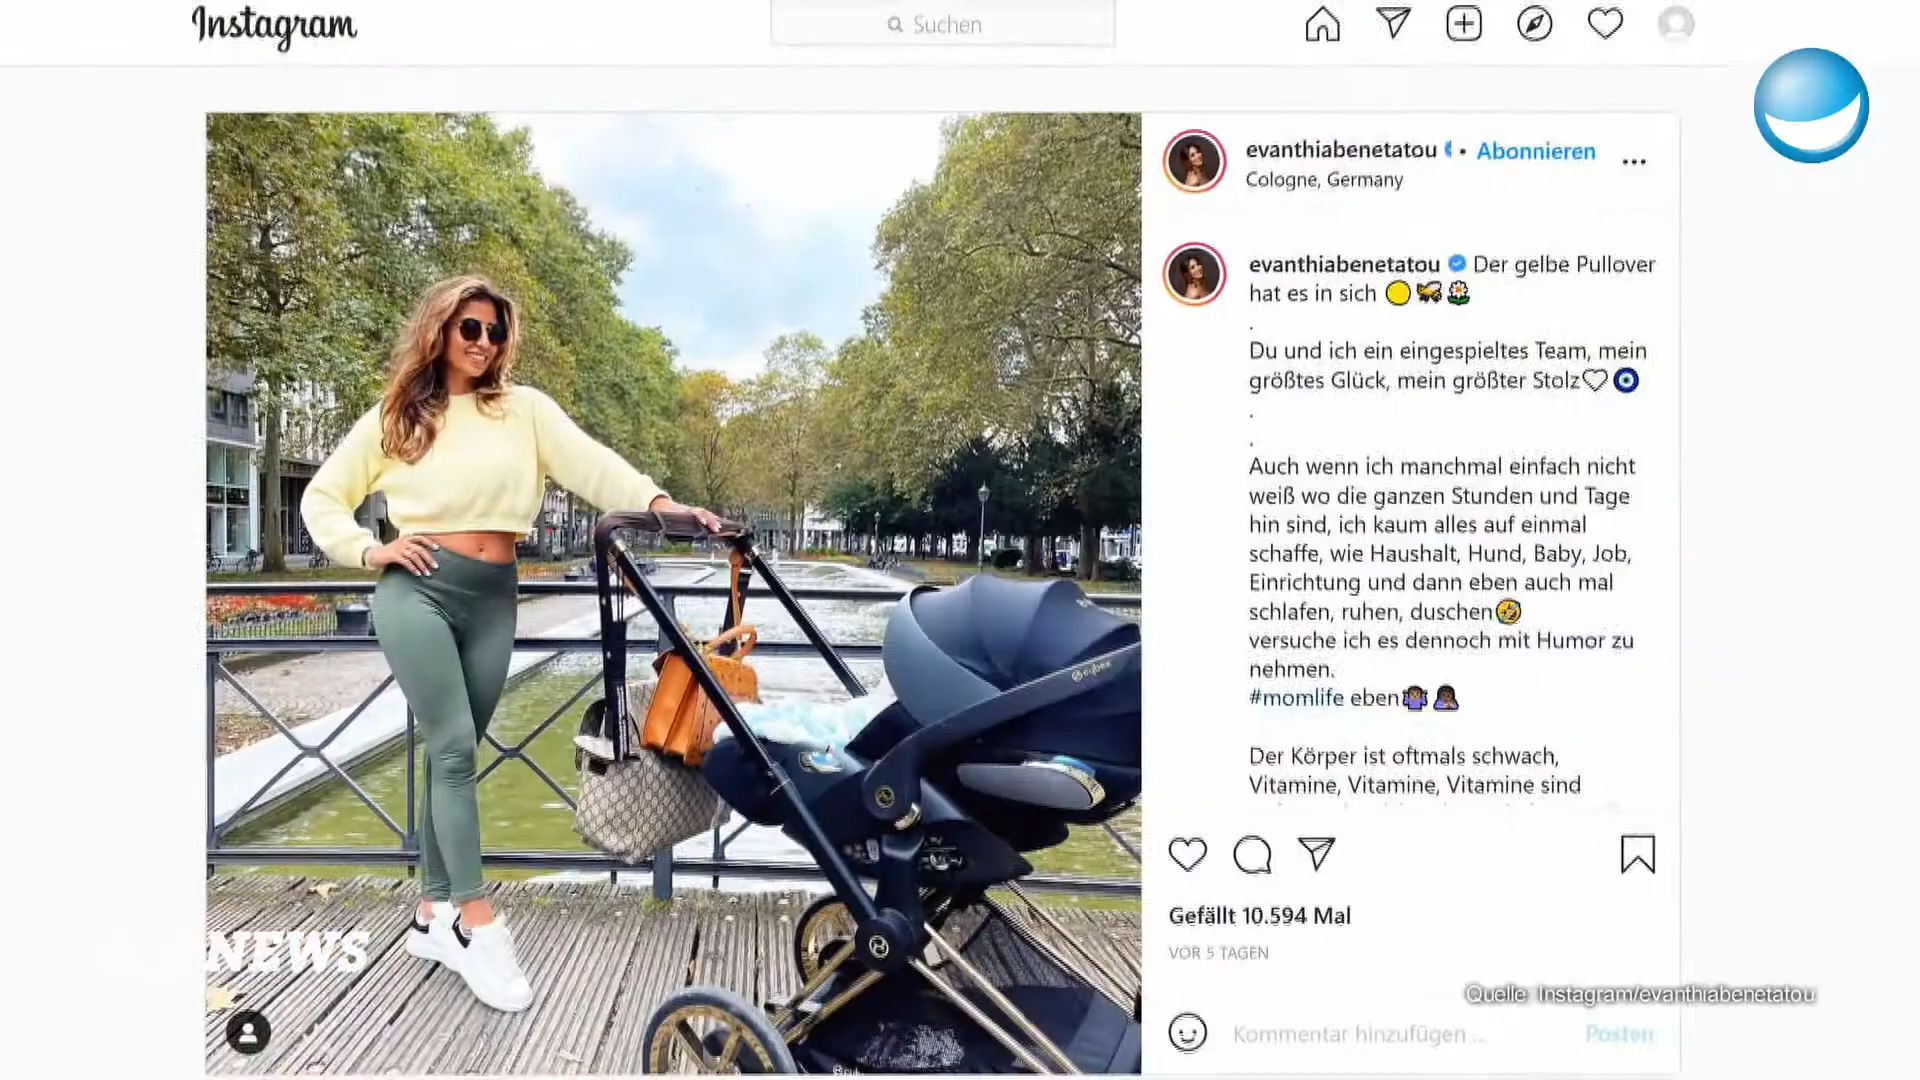 Instagram
Suchen
evanthiabenetatou • Abonnieren
Cologne, Germany
evanthiabenetatou Der gelbe Pullover
hat es in sich
.
Du und ich ein eingespieltes Team, mein
größtes Glück, mein größter Stolz
.
.
Auch wenn ich manchmal einfach nicht
weiß wo die ganzen Stunden und Tage
hin sind, ich kaum alles auf einmal
schaffe, wie Haushalt, Hund, Baby, Job,
Einrichtung und dann eben auch mal
schlafen, ruhen, duschen
versuche ich es dennoch mit Humor zu
nehmen.
#momlife eben
Der Körper ist oftmals schwach,
Vitamine, Vitamine, Vitamine sind
Gefällt 10.594 Mal
VOR 5 TAGEN
Kommentar hinzufügen ...
Posten
Quelle: Instagram/evanthiabenetatou
NEWS
cybex